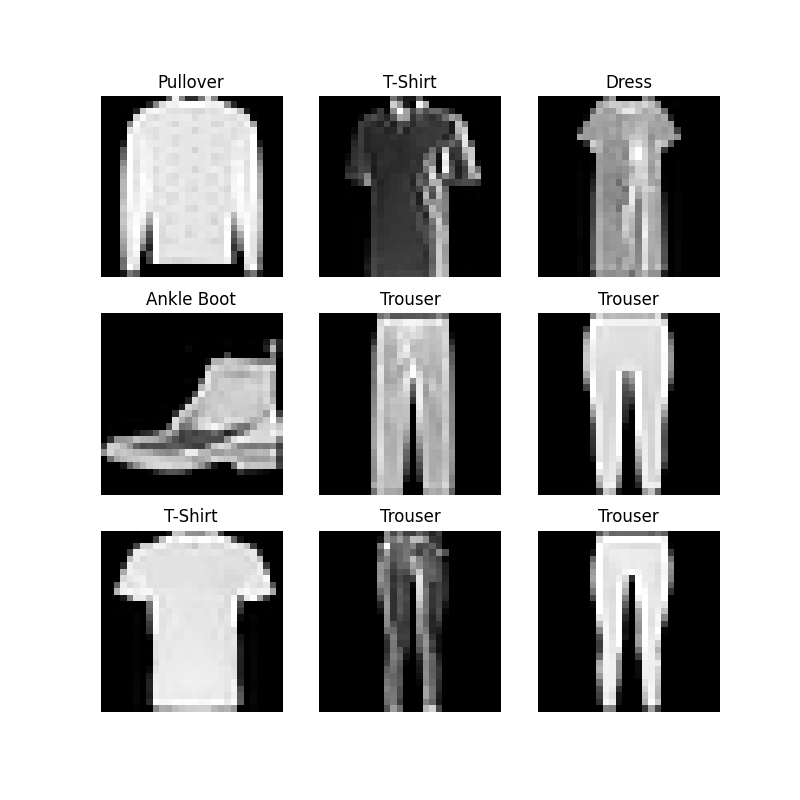 Pullover
T-Shirt
Dress
Ankle Boot
Trouser
Trouser
T-Shirt
Trouser
Trouser